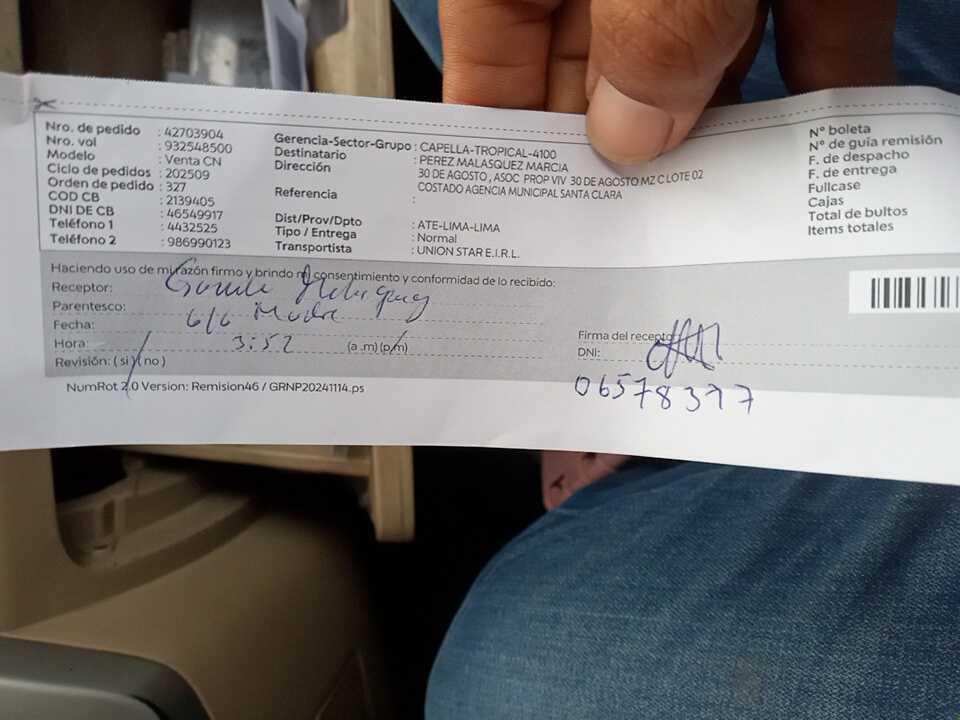 Nro. de pedido : 42703904
Nro. vol : 932548500
Modelo : Venta CN
Ciclo de pedidos : 202509
Orden de pedido : 327
COD CB : 2139405
DNI DE CB : 46549917
Teléfono 1 : 4432525
Teléfono 2 : 986990123
Gerencia-Sector-Grupo : CAPELLA-TROPICAL-4100
Destinatario : PEREZ MALASQUEZ MARCIA
Dirección 30 DE AGOSTO , ASOC PROP VIV 30 DE AGOSTO MZ C LOTE 02
COSTADO AGENCIA MUNICIPAL SANTA CLARA
Referencia :
Dist/Prov/Dpto : ATE-LIMA-LIMA
Tipo / Entrega : Normal
Transportista : UNION STAR E.I.R.L.
N° boleta
N° de guía remisión
F. de despacho
F. de entrega
Fullcase
Cajas
Total de bultos
Items totales
Haciendo uso de mi razón firmo y brindo mi consentimiento y conformidad de lo recibido:
Receptor:
Parentesco: Madre
Fecha: 6/6
Hora: 3:52 (a .m) (p/m)
Revisión: ( si ) ( no )
Firma del receptor
DNI:
06578377
NumRot 2.0 Version: Remision46 / GRNP20241114.ps